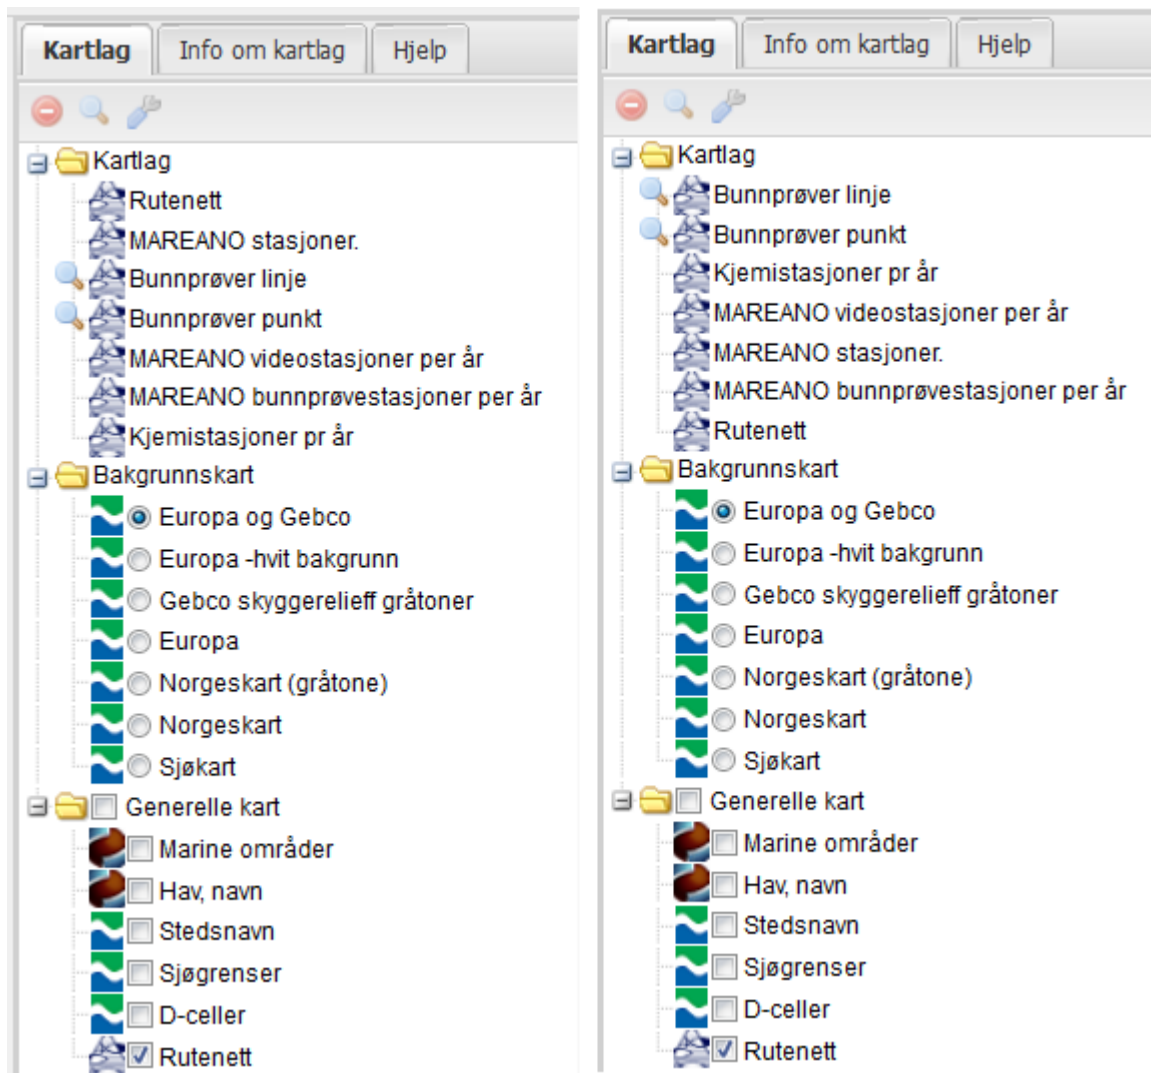 Kartlag Info om kartlag Hjelp
Kartlag
Rutenett
MAREANO stasjoner.
Bunnprøver linje
Bunnprøver punkt
MAREANO videostasjoner per år
MAREANO bunnprøvestasjoner per år
Kjemistasjoner pr år
Bakgrunnskart
Europa og Gebco
Europa -hvit bakgrunn
Gebco skyggerelieff gråtoner
Europa
Norgeskart (gråtone)
Norgeskart
Sjøkart
Generelle kart
Marine områder
Hav, navn
Stedsnavn
Sjøgrenser
D-celler
Rutenett
Kartlag Info om kartlag Hjelp
Kartlag
Bunnprøver linje
Bunnprøver punkt
Kjemistasjoner pr år
MAREANO videostasjoner per år
MAREANO stasjoner.
MAREANO bunnprøvestasjoner per år
Rutenett
Bakgrunnskart
Europa og Gebco
Europa -hvit bakgrunn
Gebco skyggerelieff gråtoner
Europa
Norgeskart (gråtone)
Norgeskart
Sjøkart
Generelle kart
Marine områder
Hav, navn
Stedsnavn
Sjøgrenser
D-celler
Rutenett